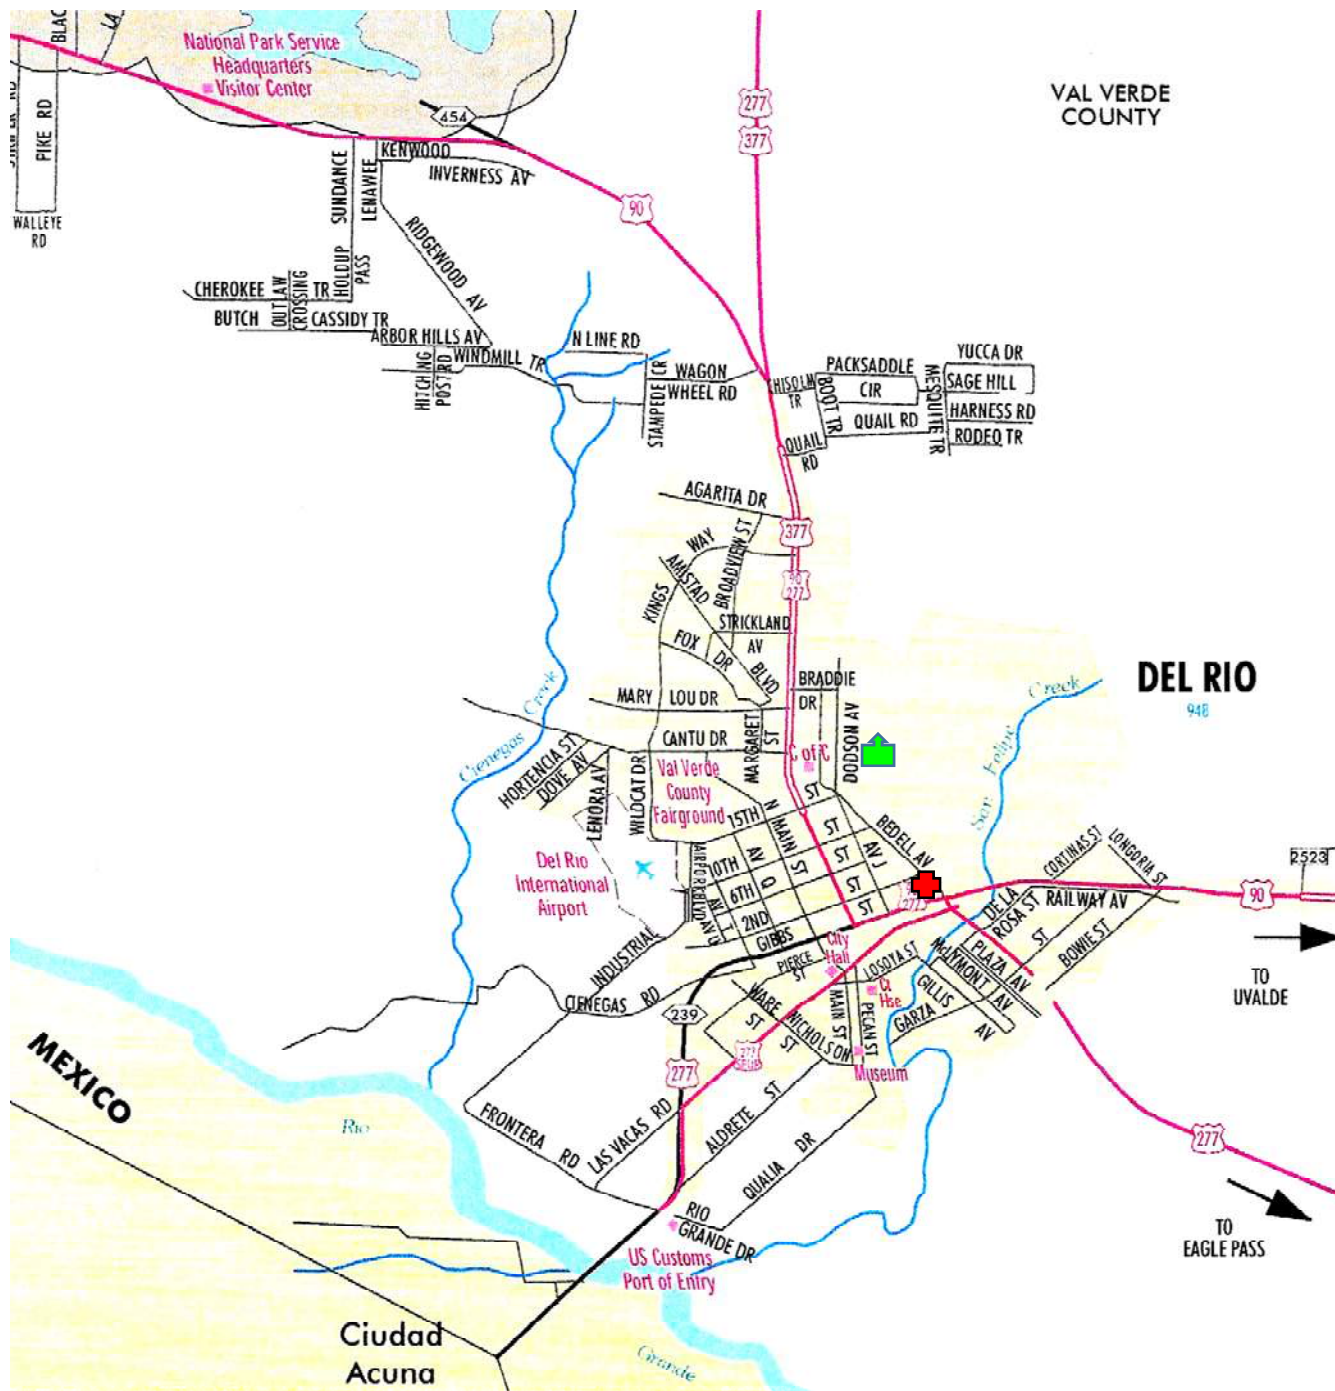 National Park Service
Headquarters
Visitor Center
VAL VERDE
COUNTY
277
377
454
PIKE RD
WALLEYE
RD
KENWOOD
INVERNESS AV
SUNDANCE
LENAWEE
90
RIDGEWOOD AV
HOLDUP
PASS
CHEROKEE TR
OUTLAW
CROSSING
BUTCH CASSIDY TR
ARBOR HILLS AV
HITCHING
POST RD
WINDMILL TR
N LINE RD
STAMPEDE CR
WAGON
WHEEL RD
CHISOLM
TR
BOOT TR
PACKSADDLE
CIR
QUAIL RD
MESQUITE TR
YUCCA DR
SAGE HILL
HARNESS RD
RODEO TR
QUAIL
RD
AGARITA DR
377
90
277
KINGS WAY
AMISTAD BLVD
BROADVIEW ST
STRICKLAND
AV
FOX DR
MARY LOU DR
MARGARET
ST
BRADDIE
DR
DODSON AV
DEL RIO
948
San Feline Creek
Cienegas Creek
CANTU DR
HORTENCIA ST
DOVE AV
LENORA AV
WILDCAT DR
Val Verde
County
Fairground
C of C
15TH ST
N MAIN ST
BEDELL AV
AV J
10TH ST
AV Q
6TH ST
2ND ST
GIBBS ST
AIRPORT BLVD
Del Rio
International
Airport
INDUSTRIAL
CIENEGAS RD
CORTINAS ST
LONGORIA ST
2523
90
DE LA
ROSA ST
RAILWAY AV
ST
BOWIE ST
PLAZA AV
McLYMONT AV
TO
UVALDE
City
Hall
PIERCE
ST
LOSOYA ST
Ct
Hse
GILLIS
AV
GARZA
WARE
ST
NICHOLSON
ST
MAIN ST
PECAN ST
Museum
239
277
277
MEXICO
Rio
FRONTERA RD
LAS VACAS RD
ALDRETE ST
QUALIA DR
277
TO
EAGLE PASS
RIO
GRANDE DR
US Customs
Port of Entry
Ciudad
Acuna
Grande